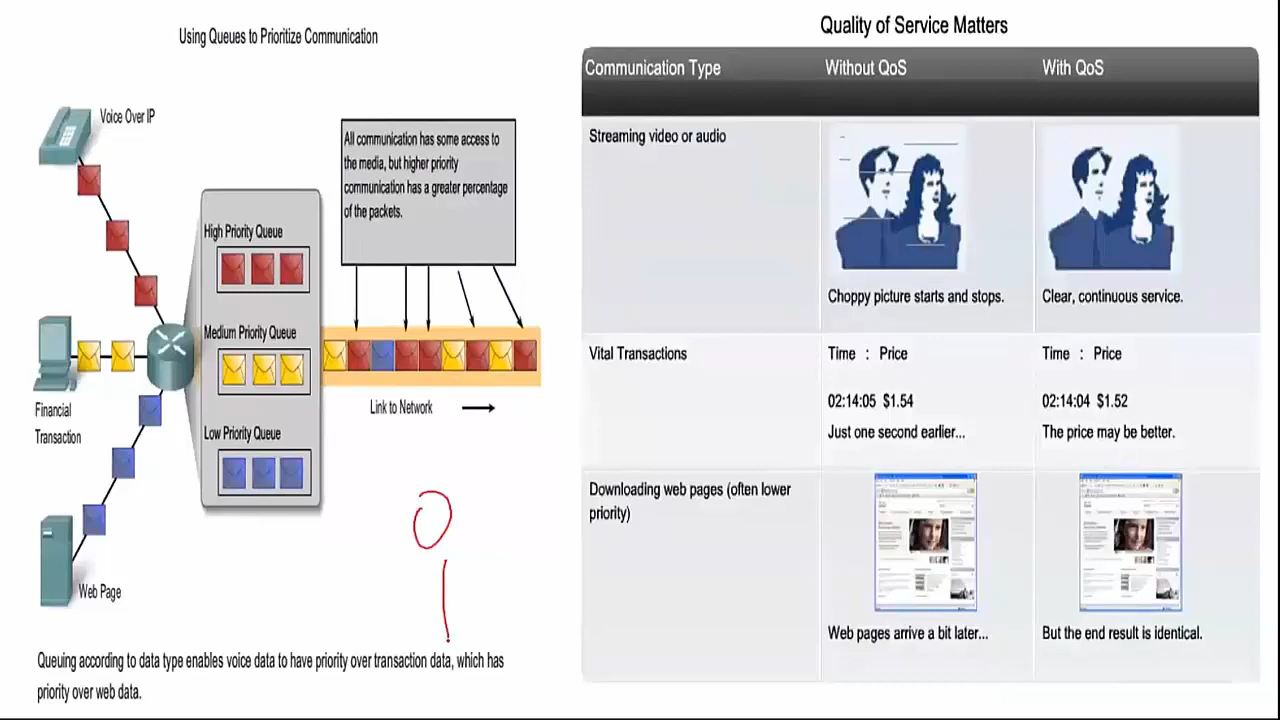 Using Queues to Prioritize Communication
Voice Over IP
Financial
Transaction
Web Page
High Priority Queue
Medium Priority Queue
Low Priority Queue
All communication has some access to
the media, but higher priority
communication has a greater percentage
of the packets.
Link to Network
Queuing according to data type enables voice data to have priority over transaction data, which has
priority over web data.
Quality of Service Matters
Communication Type Without QoS With QoS
Streaming video or audio
Choppy picture starts and stops. Clear, continuous service.
Vital Transactions Time : Price Time : Price
02:14:05 $1.54 02:14:04 $1.52
Just one second earlier... The price may be better.
Downloading web pages (often lower
priority)
Web pages arrive a bit later... But the end result is identical.